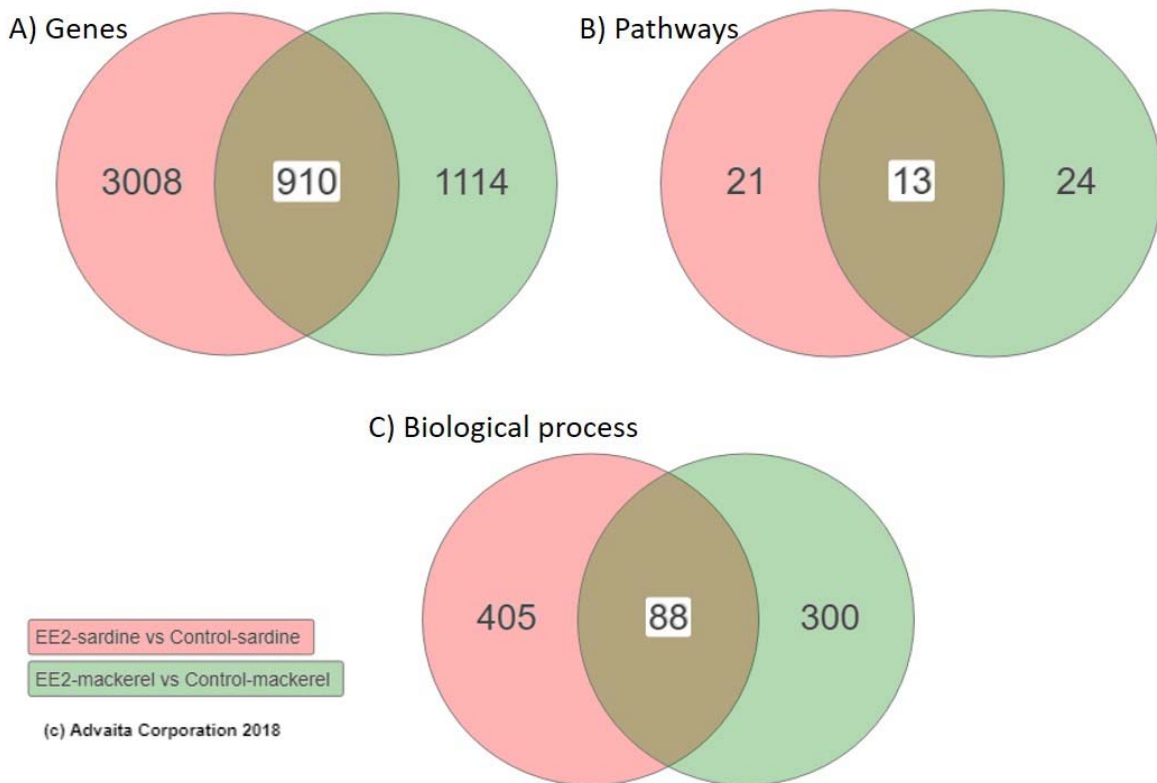 A) Genes
3008
910
1114
B) Pathways
21
13
24
C) Biological process
405
88
300
EE2-sardine vs Control-sardine
EE2-mackerel vs Control-mackerel
(c) Advaita Corporation 2018